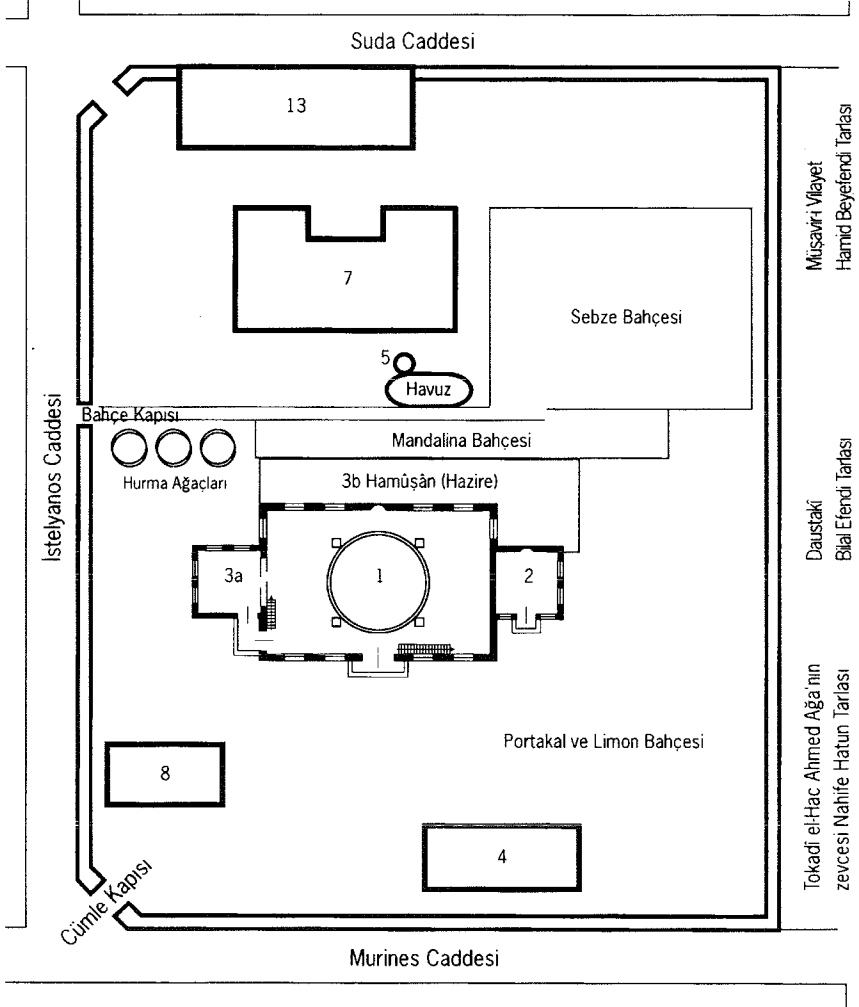 Suda Caddesi
13
Müşaviri Vilayet
Hamid Beyefendi Tarlası
7
Sebze Bahçesi
5
Havuz
İstelyanos Caddesi
Bahçe Kapısı
Mandalina Bahçesi
Hurma Ağaçları
3b Hamûşân (Hazire)
Daustakî
Bilal Efendi Tarlası
3a
1
2
Portakal ve Limon Bahçesi
Tokadî el-Hac Ahmed Ağa'nın
zevcesi Nahife Hatun Tarlası
8
4
Cümle Kapısı
Murines Caddesi